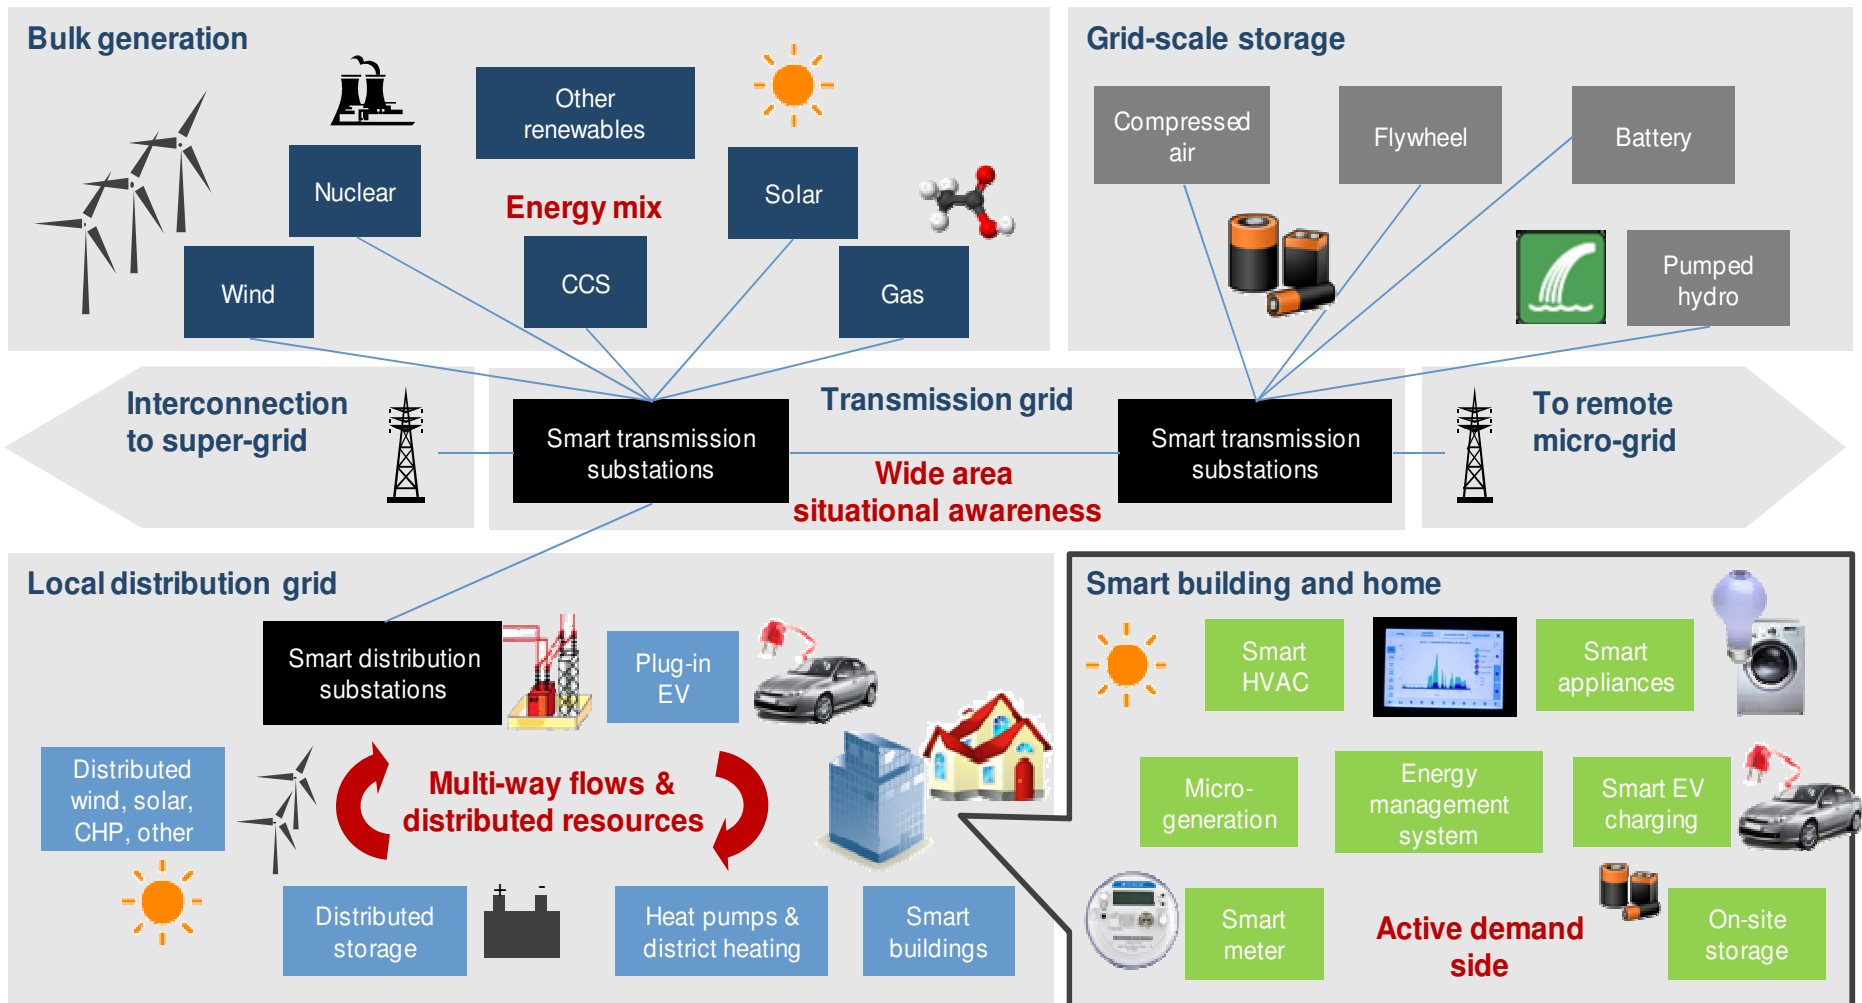 Bulk generation
Other
renewables
Nuclear
Solar
Energy mix
Wind
CCS
Gas
Grid-scale storage
Compressed
air
Flywheel
Battery
Pumped
hydro
Interconnection
to super-grid
Transmission grid
Smart transmission
substations
Wide area
situational awareness
Smart transmission
substations
To remote
micro-grid
Local distribution grid
Smart distribution
substations
Plug-in
EV
Distributed
wind, solar,
CHP, other
Multi-way flows &
distributed resources
Distributed
storage
+ -
Heat pumps &
district heating
Smart
buildings
Smart building and home
Smart
HVAC
Smart
appliances
Micro-
generation
Energy
management
system
Smart EV
charging
Smart
meter
Active demand
side
On-site
storage